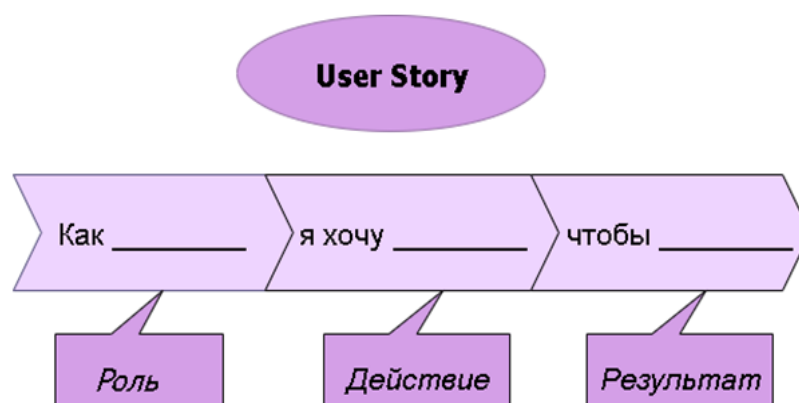 User Story
Как ________ я хочу ________ чтобы ________
Роль Действие Результат